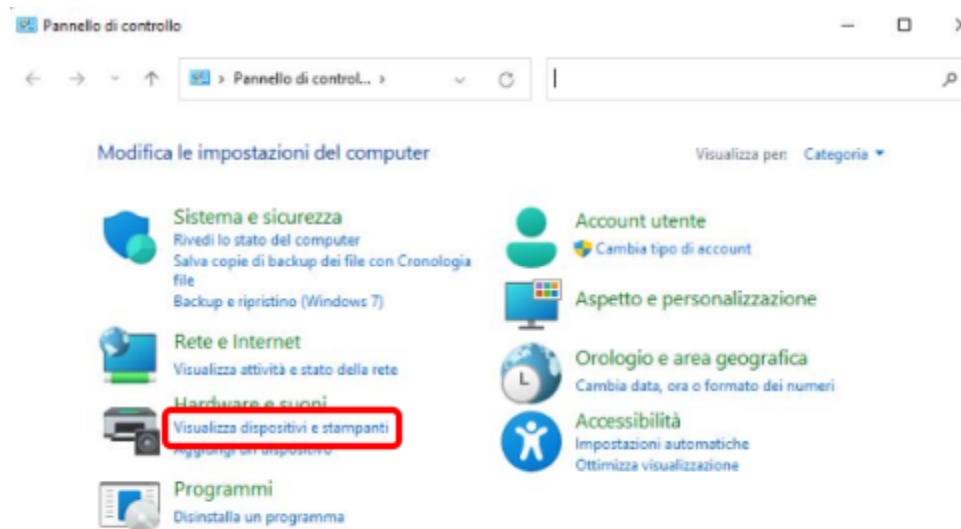 Pannello di controllo
Pannello di control...
Modifica le impostazioni del computer
Visualizza per: Categoria
Sistema e sicurezza
Rivedi lo stato del computer
Salva copie di backup dei file con Cronologia
file
Backup e ripristino (Windows 7)
Rete e Internet
Visualizza attività e stato della rete
Hardware e suoni
Visualizza dispositivi e stampanti
Aggiungi un dispositivo
Programmi
Disinstalla un programma
Account utente
Cambia tipo di account
Aspetto e personalizzazione
Orologio e area geografica
Cambia data, ora o formato dei numeri
Accessibilità
Impostazioni automatiche
Ottimizza visualizzazione